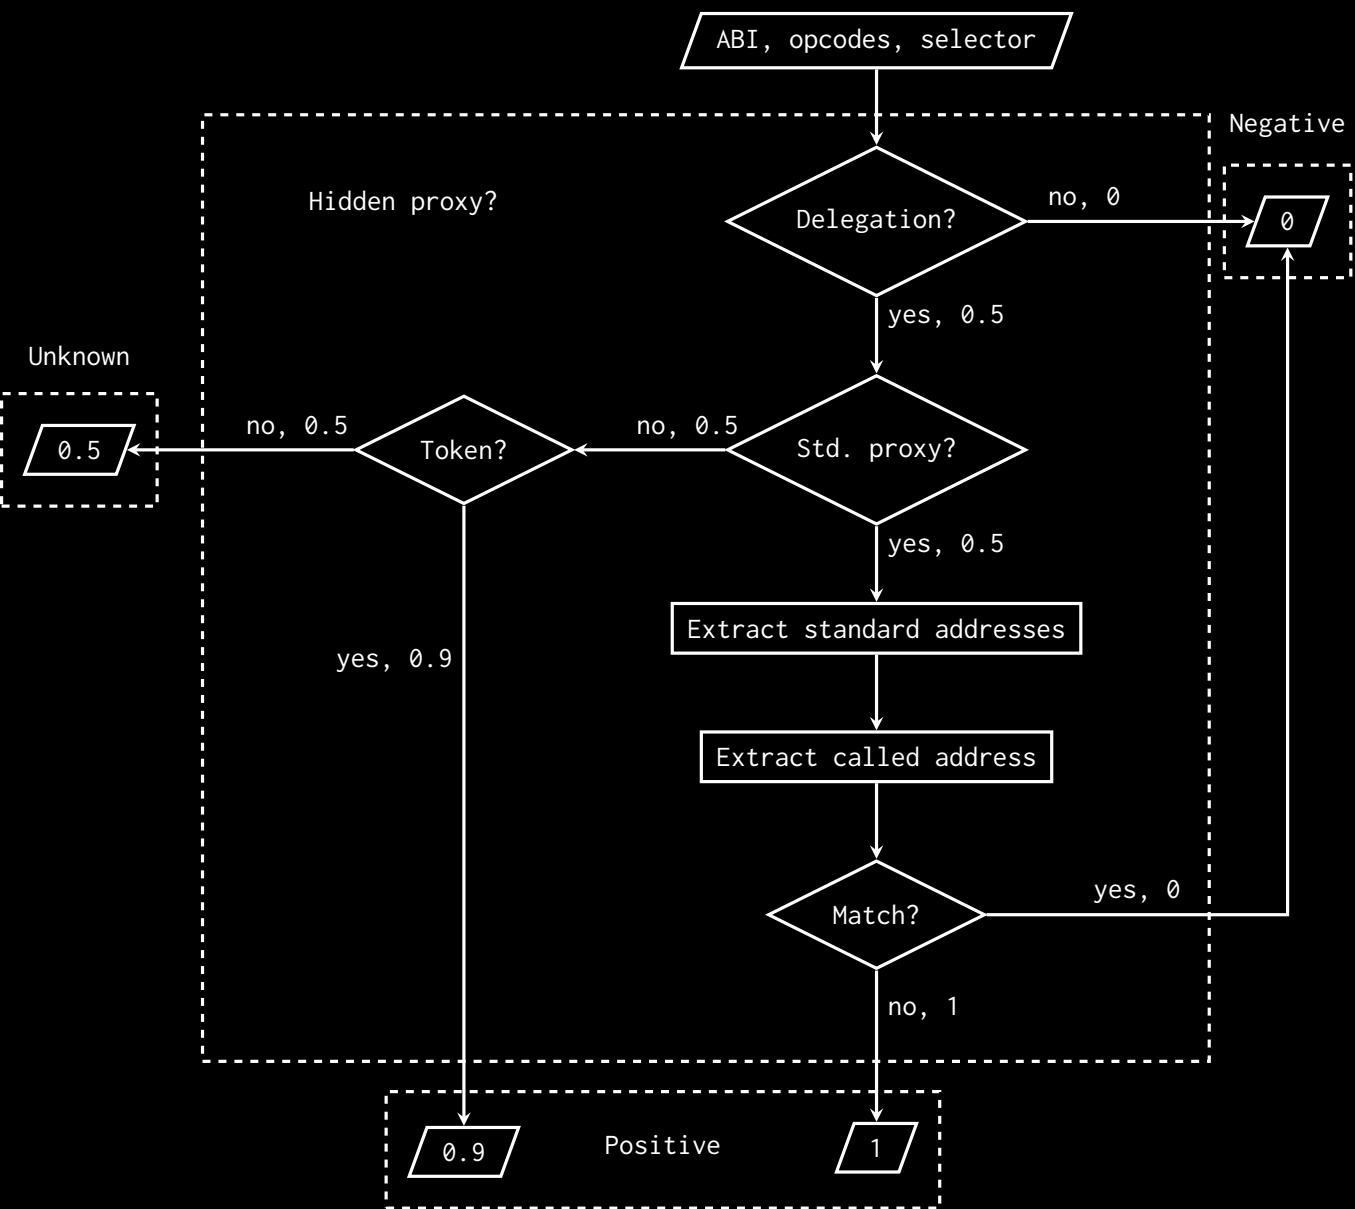 ABI, opcodes, selector
Negative
Hidden proxy?
Delegation?
no, 0
0
yes, 0.5
Unknown
0.5
no, 0.5
Token?
no, 0.5
Std. proxy?
yes, 0.5
Extract standard addresses
yes, 0.9
Extract called address
Match?
yes, 0
no, 1
0.9
Positive
1